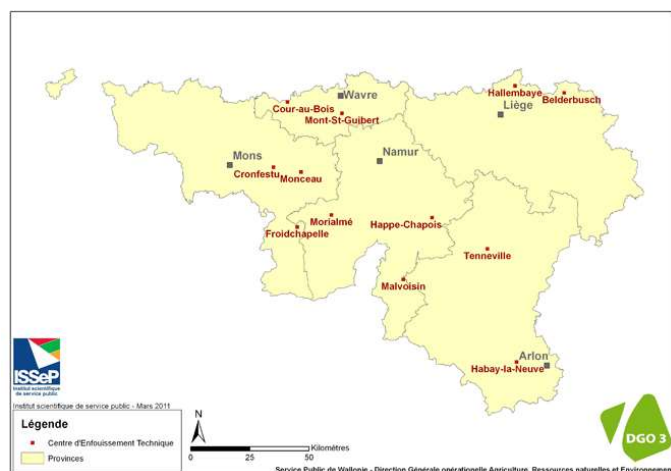 Wavre
Cour-au-Bois
Mont-St-Guibert
Hallembaye
Belderbusch
Liège
Mons
Namur
Cronfestu
Monceau
Morialmé
Froidchapelle
Happe-Chapois
Tenneville
Malvoisin
Arlon
Habay-la-Neuve
ISSeP
Institut scientifique
de service public
Institut scientifique de service public - Mars 2011
Légende
Centre d'Enfouissement Technique
Provinces
N
0 25 50
Kilomètres
DGO 3
Service Public de Wallonie - Direction Générale opérationnelle Agriculture, Ressources naturelles et Environnement